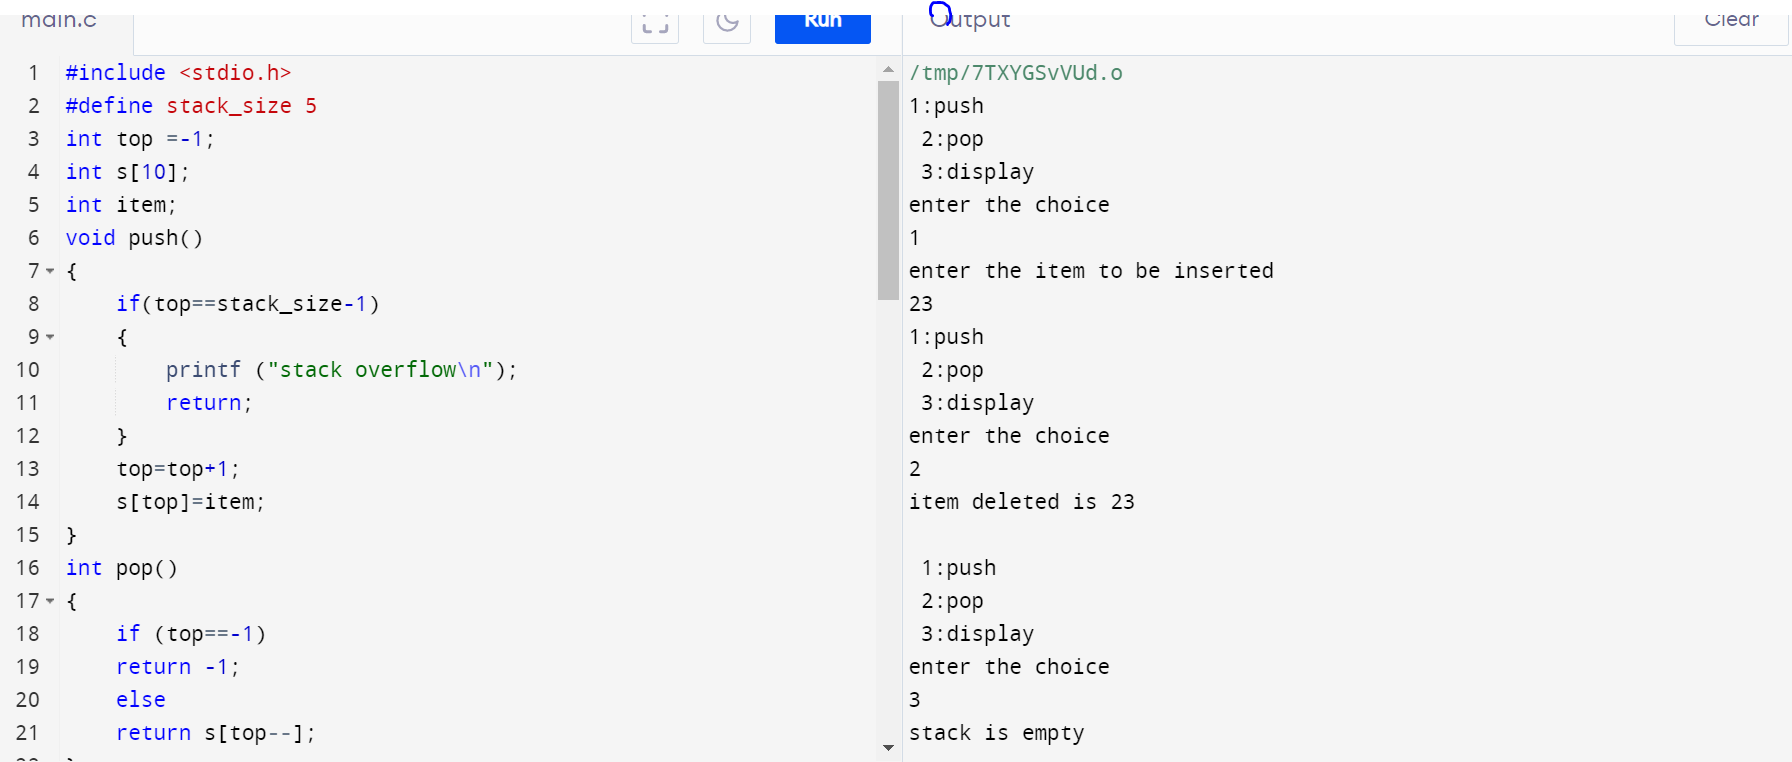 main.c
Run
Output
Clear
1 #include <stdio.h>
2 #define stack_size 5
3 int top =-1;
4 int s[10];
5 int item;
6 void push()
7 {
8 if(top==stack_size-1)
9 {
10 printf ("stack overflow\n");
11 return;
12 }
13 top=top+1;
14 s[top]=item;
15 }
16 int pop()
17 {
18 if (top==-1)
19 return -1;
20 else
21 return s[top--];
/tmp/7TXYGSvVUd.o
1:push
2:pop
3:display
enter the choice
1
enter the item to be inserted
23
1:push
2:pop
3:display
enter the choice
2
item deleted is 23
1:push
2:pop
3:display
enter the choice
3
stack is empty